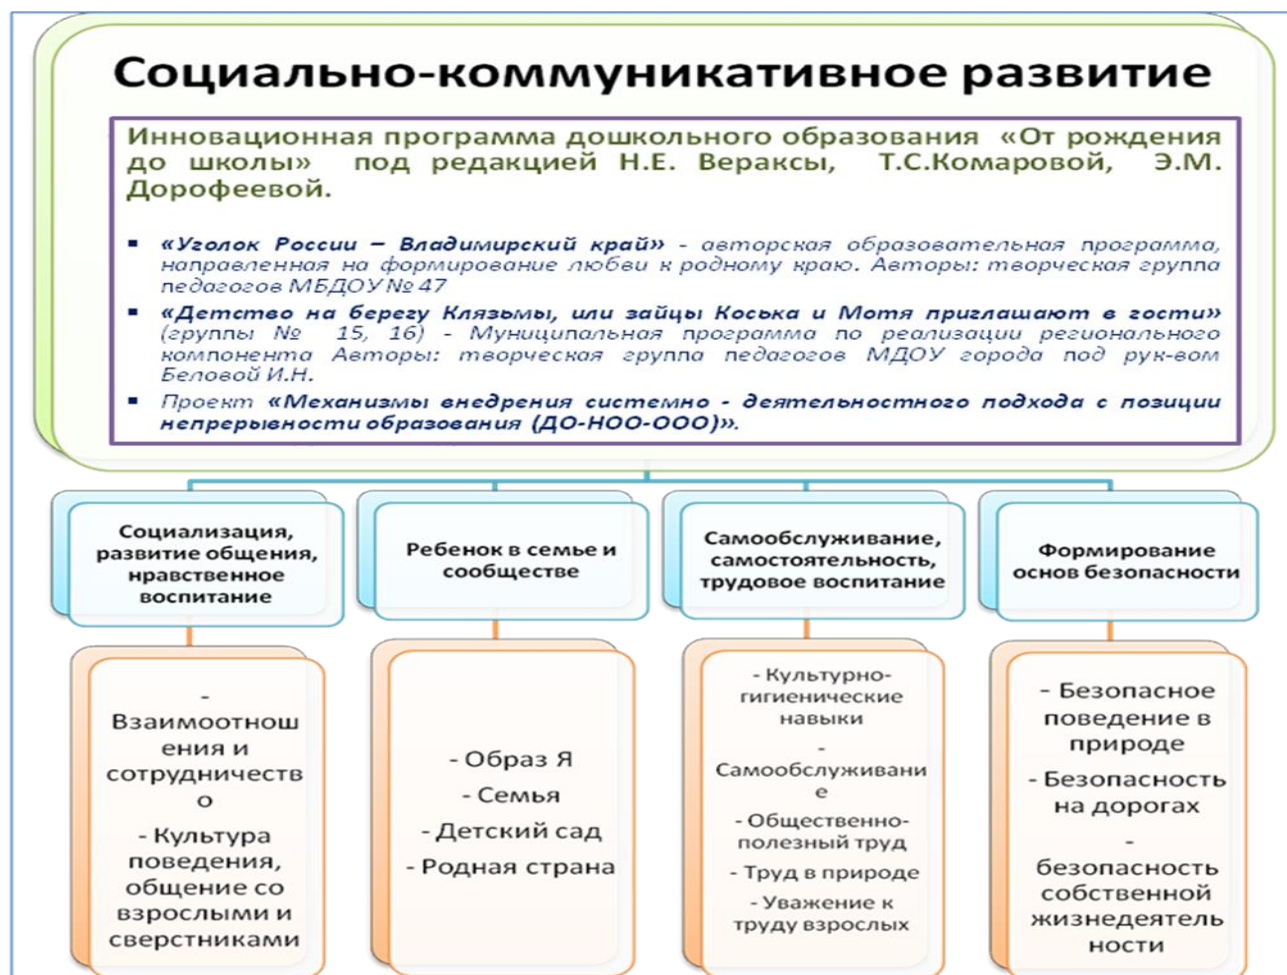 Социально-коммуникативное развитие
Инновационная программа дошкольного образования «От рождения
до школы» под редакцией Н.Е. Вераксы, Т.С.Комаровой, Э.М.
Дорофеевой.
▪ «Уголок России – Владимирский край» - авторская образовательная программа,
направленная на формирование любви к родному краю. Авторы: творческая группа
педагогов МБДОУ № 47
▪ «Детство на берегу Клязьмы, или зайцы Коська и Мотя приглашают в гости»
(группы № 15, 16) - Муниципальная программа по реализации регионального
компонента Авторы: творческая группа педагогов МДОУ города под рук-вом
Беловой И.Н.
▪ Проект «Механизмы внедрения системно - деятельностного подхода с позиции
непрерывности образования (ДО-НОО-ООО)».
Социализация,
развитие общения,
нравственное
воспитание
Ребенок в семье и
сообществе
Самообслуживание,
самостоятельность,
трудовое воспитание
Формирование
основ безопасности
-
Взаимоотнош
ения и
сотрудничеств
о
- Культура
поведения,
общение со
взрослыми и
сверстниками
- Образ Я
- Семья
- Детский сад
- Родная страна
- Культурно-
гигиенические
навыки
-
Самообслуживани
е
- Общественно-
полезный труд
- Труд в природе
- Уважение к
труду взрослых
- Безопасное
поведение в
природе
- Безопасность
на дорогах
-
безопасность
собственной
жизнедеятель
ности